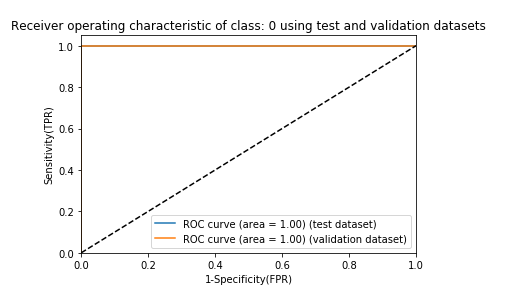 Receiver operating characteristic of class: 0 using test and validation datasets
1.0
0.8
0.6
0.4
0.2
0.0
Sensitivity(TPR)
ROC curve (area = 1.00) (test dataset)
ROC curve (area = 1.00) (validation dataset)
0.0 0.2 0.4 0.6 0.8 1.0
1-Specificity(FPR)